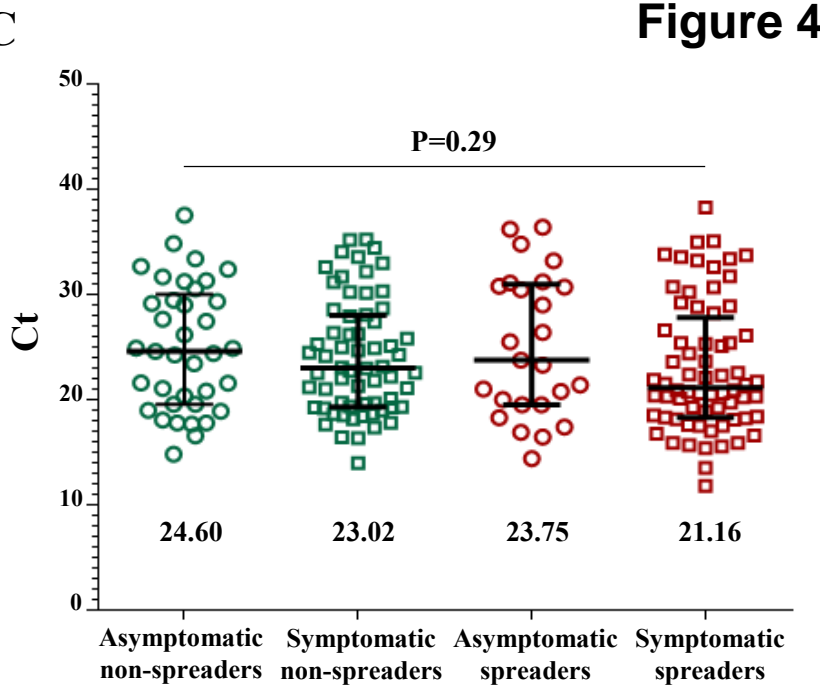 C
Figure 4
50
P=0.29
40
30
Ct
20
10
24.60 23.02 23.75 21.16
0
Asymptomatic Symptomatic Asymptomatic Symptomatic
non-spreaders non-spreaders spreaders spreaders